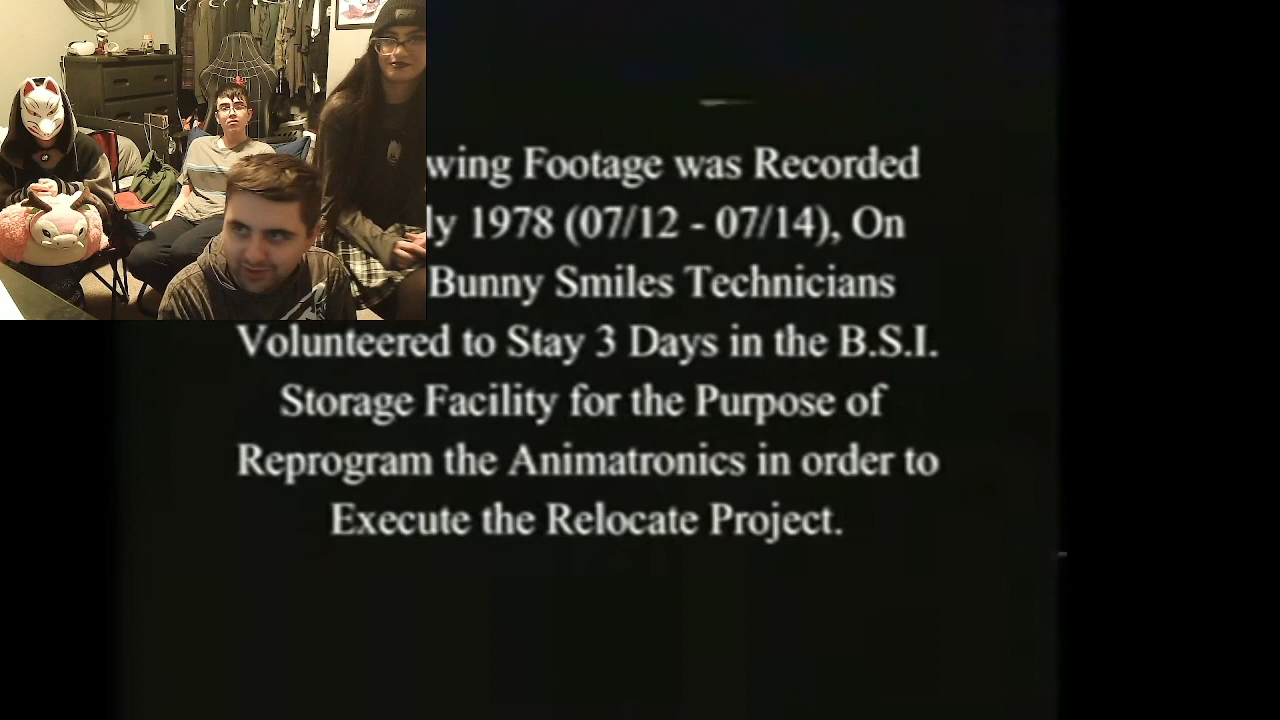 wing Footage was Recorded
ly 1978 (07/12 - 07/14), On
Bunny Smiles Technicians
Volunteered to Stay 3 Days in the B.S.I.
Storage Facility for the Purpose of
Reprogram the Animatronics in order to
Execute the Relocate Project.